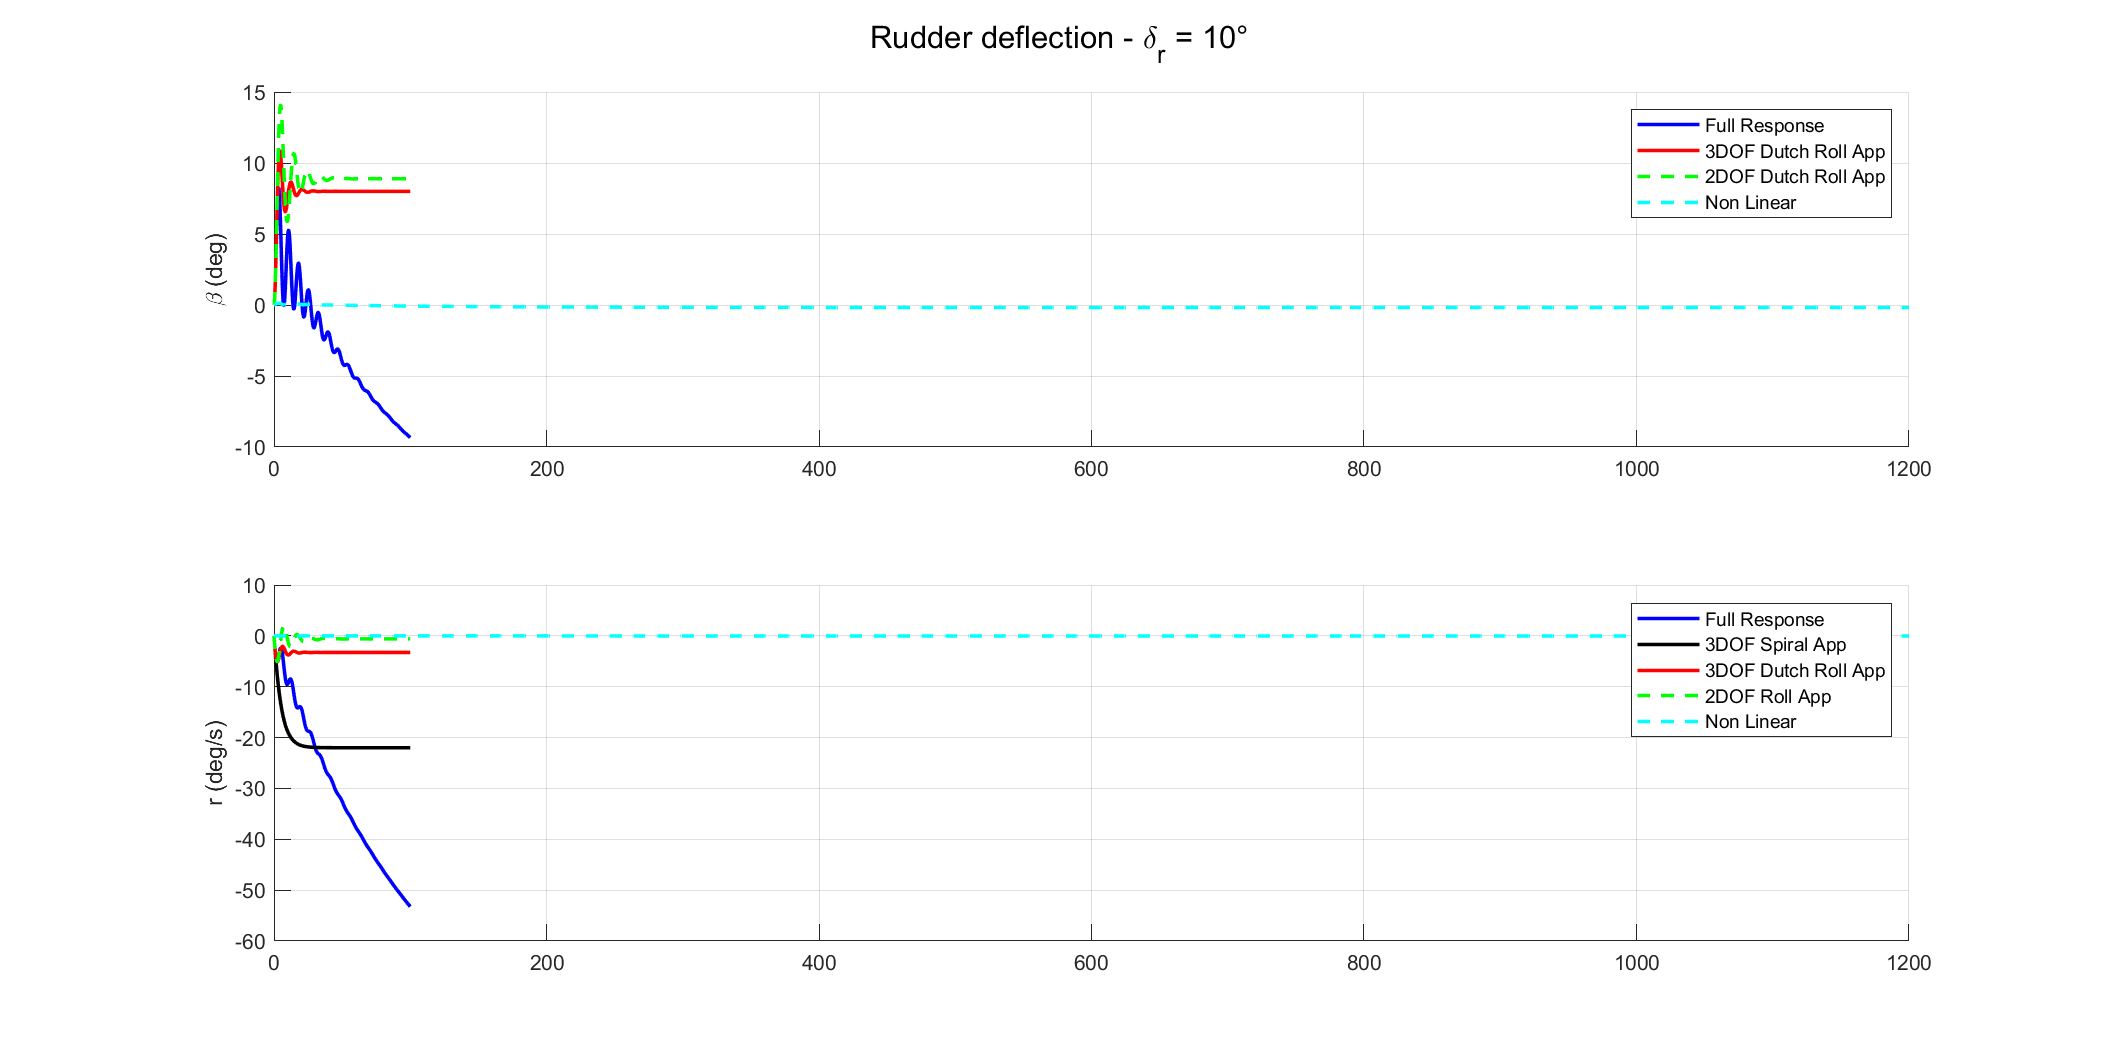 Rudder deflection - δr = 10°
15
10
5
0
-5
-10
β (deg)
0 200 400 600 800 1000 1200
Full Response
3DOF Dutch Roll App
2DOF Dutch Roll App
Non Linear
10
0
-10
-20
-30
-40
-50
-60
r (deg/s)
0 200 400 600 800 1000 1200
Full Response
3DOF Spiral App
3DOF Dutch Roll App
2DOF Roll App
Non Linear